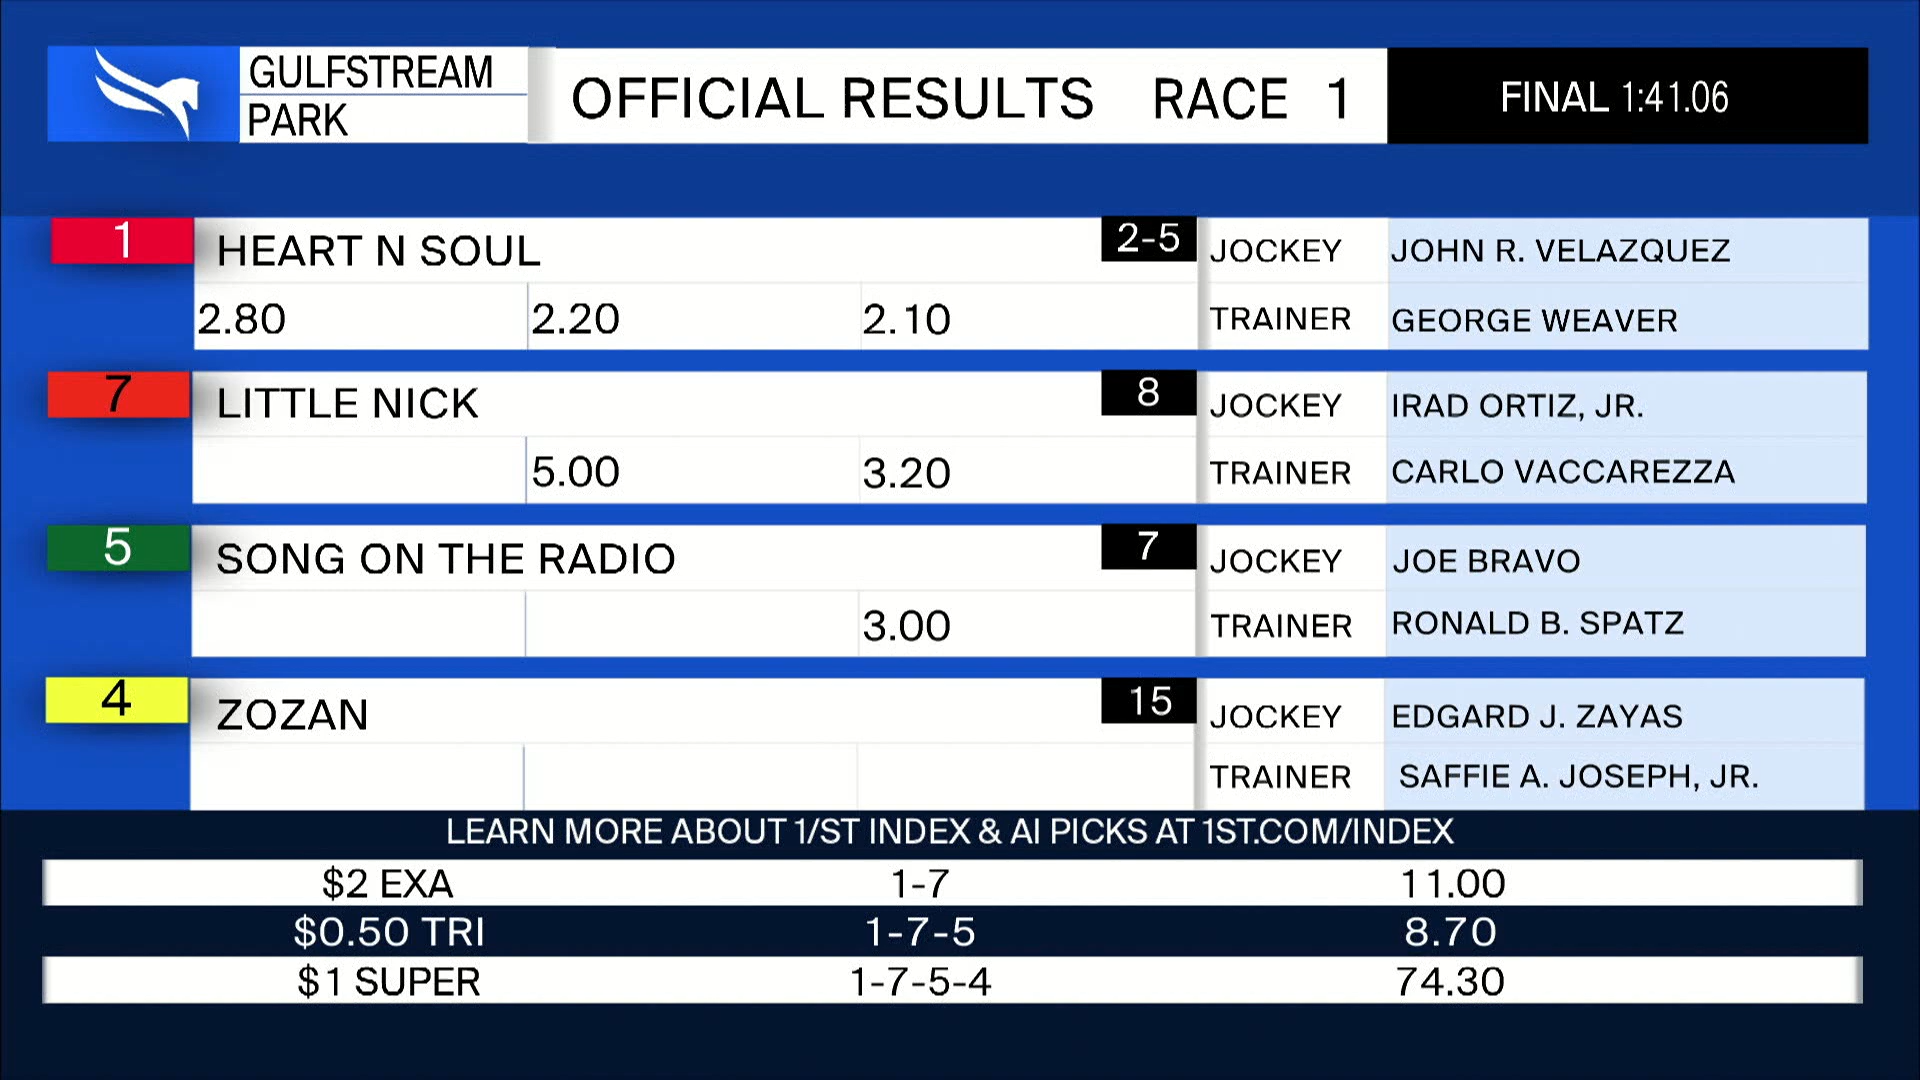 GULFSTREAM
PARK
OFFICIAL RESULTS RACE 1
FINAL 1:41.06
1 HEART N SOUL 2-5 JOCKEY JOHN R. VELAZQUEZ
2.80 2.20 2.10 TRAINER GEORGE WEAVER
7 LITTLE NICK 8 JOCKEY IRAD ORTIZ, JR.
5.00 3.20 TRAINER CARLO VACCAREZZA
5 SONG ON THE RADIO 7 JOCKEY JOE BRAVO
3.00 TRAINER RONALD B. SPATZ
4 ZOZAN 15 JOCKEY EDGARD J. ZAYAS
TRAINER SAFFIE A. JOSEPH, JR.
LEARN MORE ABOUT 1/ST INDEX & AI PICKS AT 1ST.COM/INDEX
$2 EXA 1-7 11.00
$0.50 TRI 1-7-5 8.70
$1 SUPER 1-7-5-4 74.30